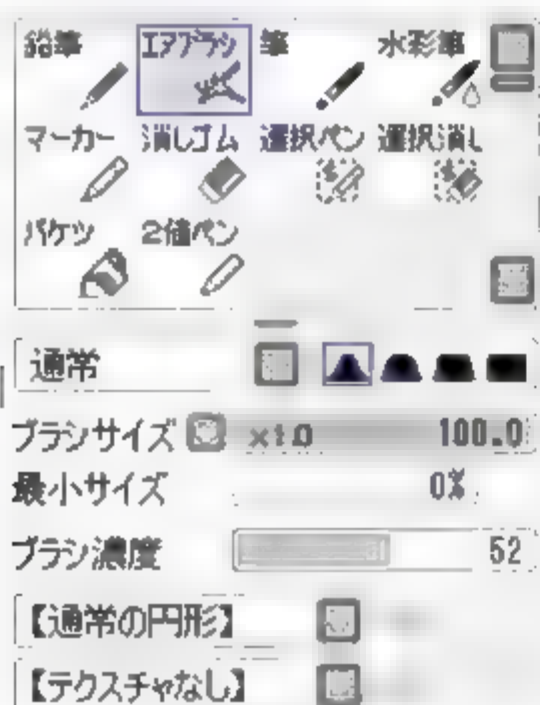 鉛筆 エアブラシ 筆 水彩筆
マーカー 消しゴム 選択ペン 選択消し
バケツ 2値ペン
通常
ブラシサイズ ×1.0 100.0
最小サイズ 0%
ブラシ濃度 52
【通常の円形】
【テクスチャなし】